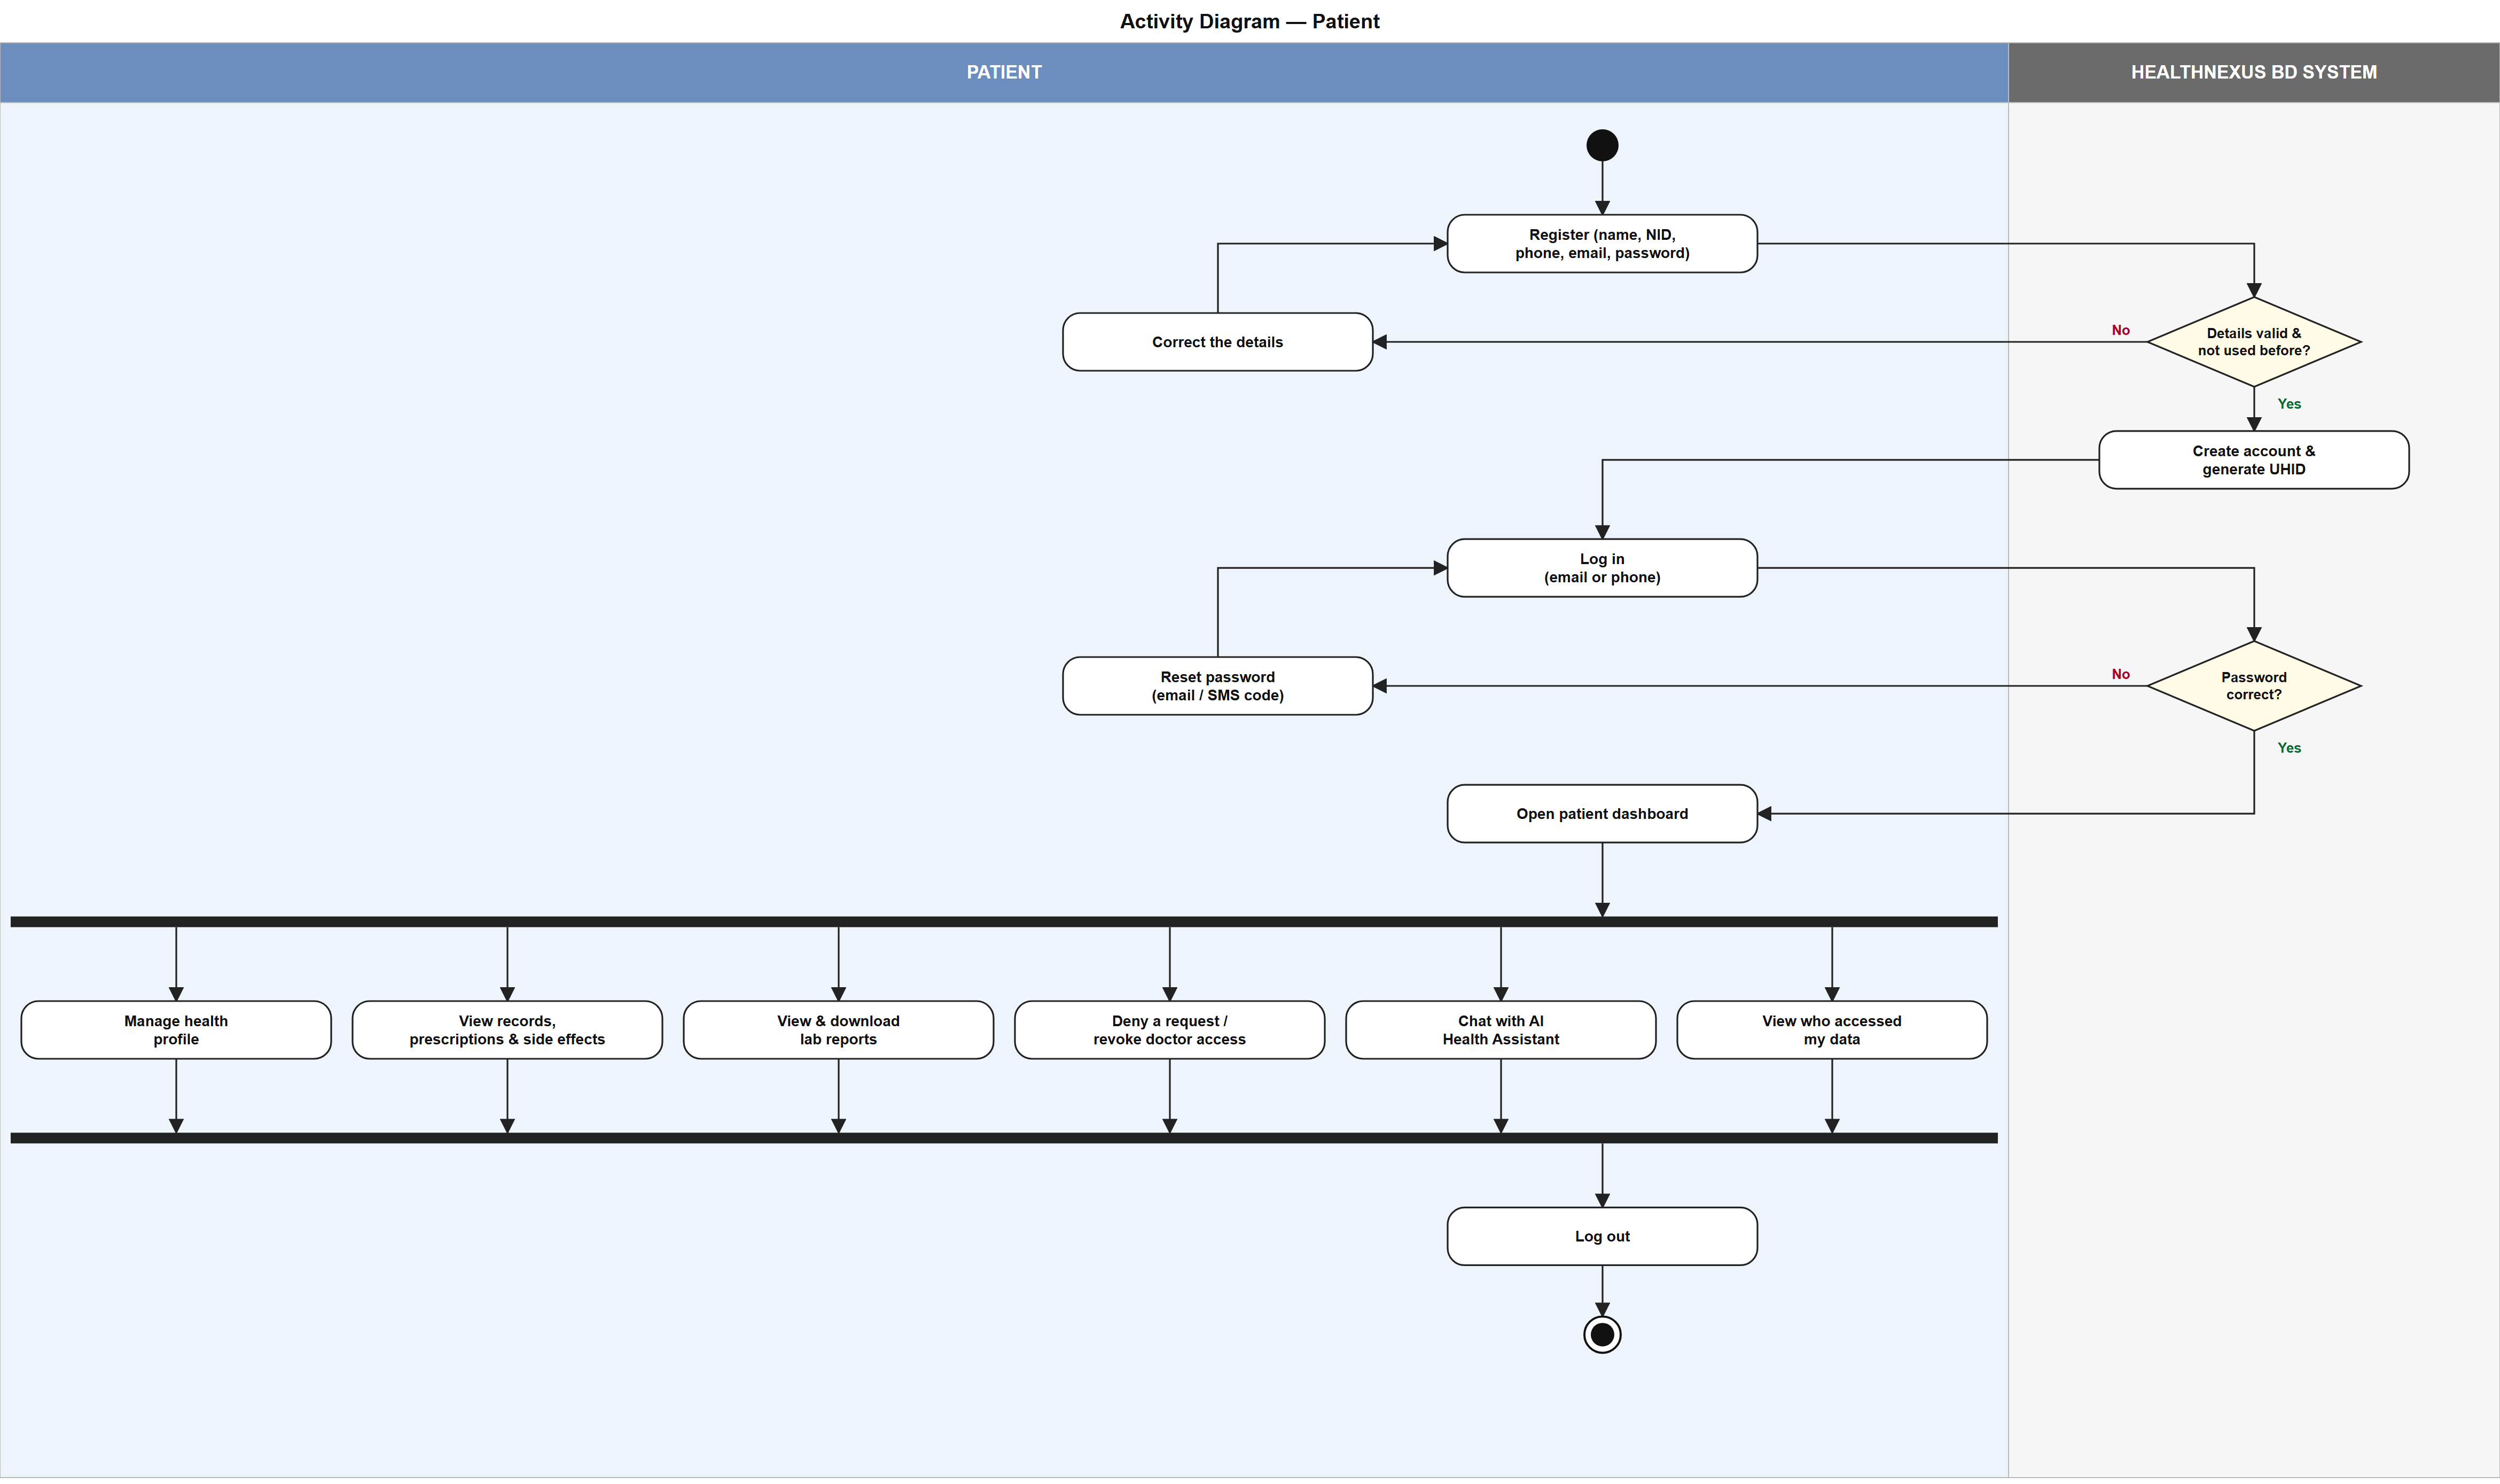 Activity Diagram — Patient
PATIENT
HEALTHNEXUS BD SYSTEM
Register (name, NID,
phone, email, password)
Correct the details
No
Details valid &
not used before?
Yes
Create account &
generate UHID
Log in
(email or phone)
Reset password
(email / SMS code)
No
Password
correct?
Yes
Open patient dashboard
Manage health
profile
View records,
prescriptions & side effects
View & download
lab reports
Deny a request /
revoke doctor access
Chat with AI
Health Assistant
View who accessed
my data
Log out